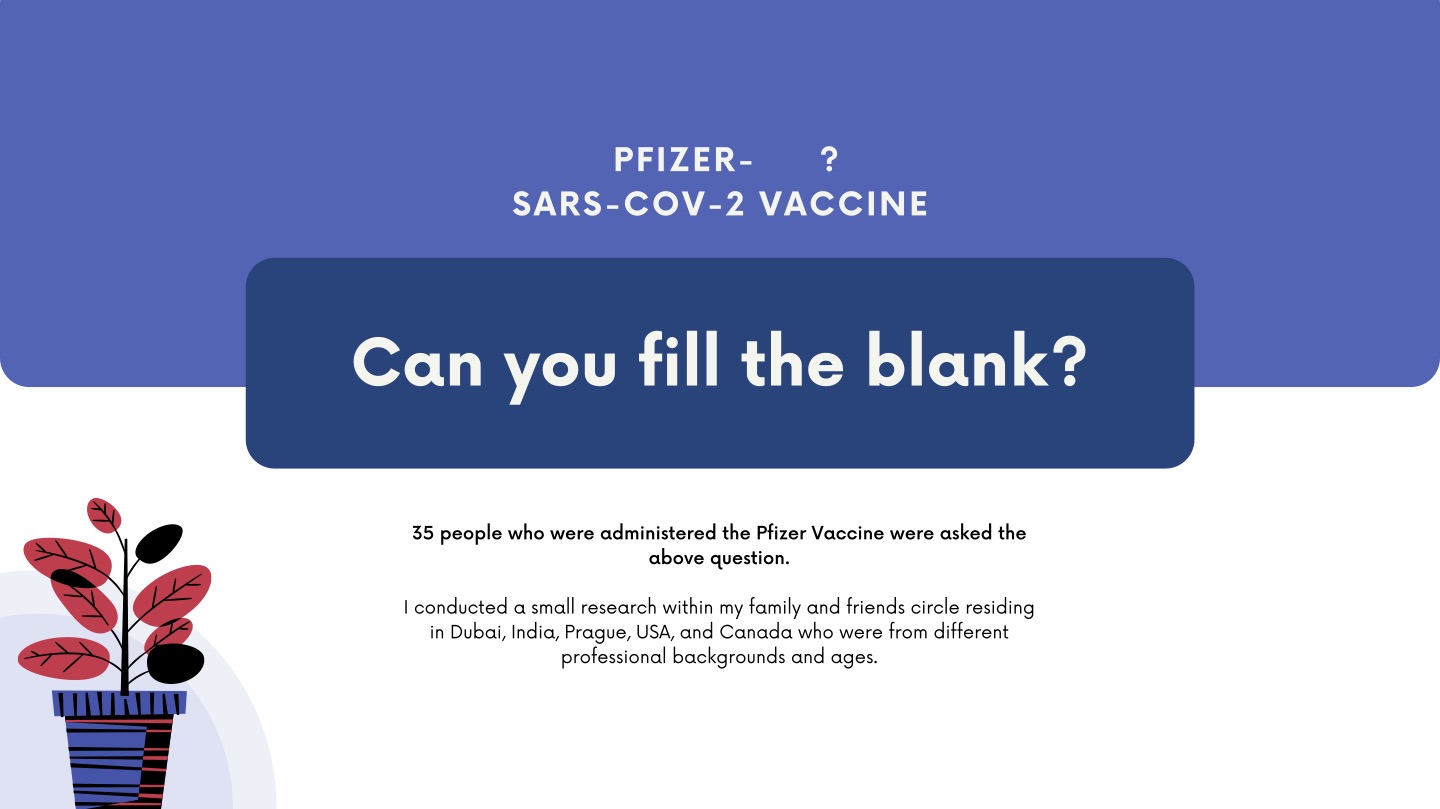 PFIZER- ?
SARS-COV-2 VACCINE
Can you fill the blank?
35 people who were administered the Pfizer Vaccine were asked the
above question.
I conducted a small research within my family and friends circle residing
in Dubai, India, Prague, USA, and Canada who were from different
professional backgrounds and ages.